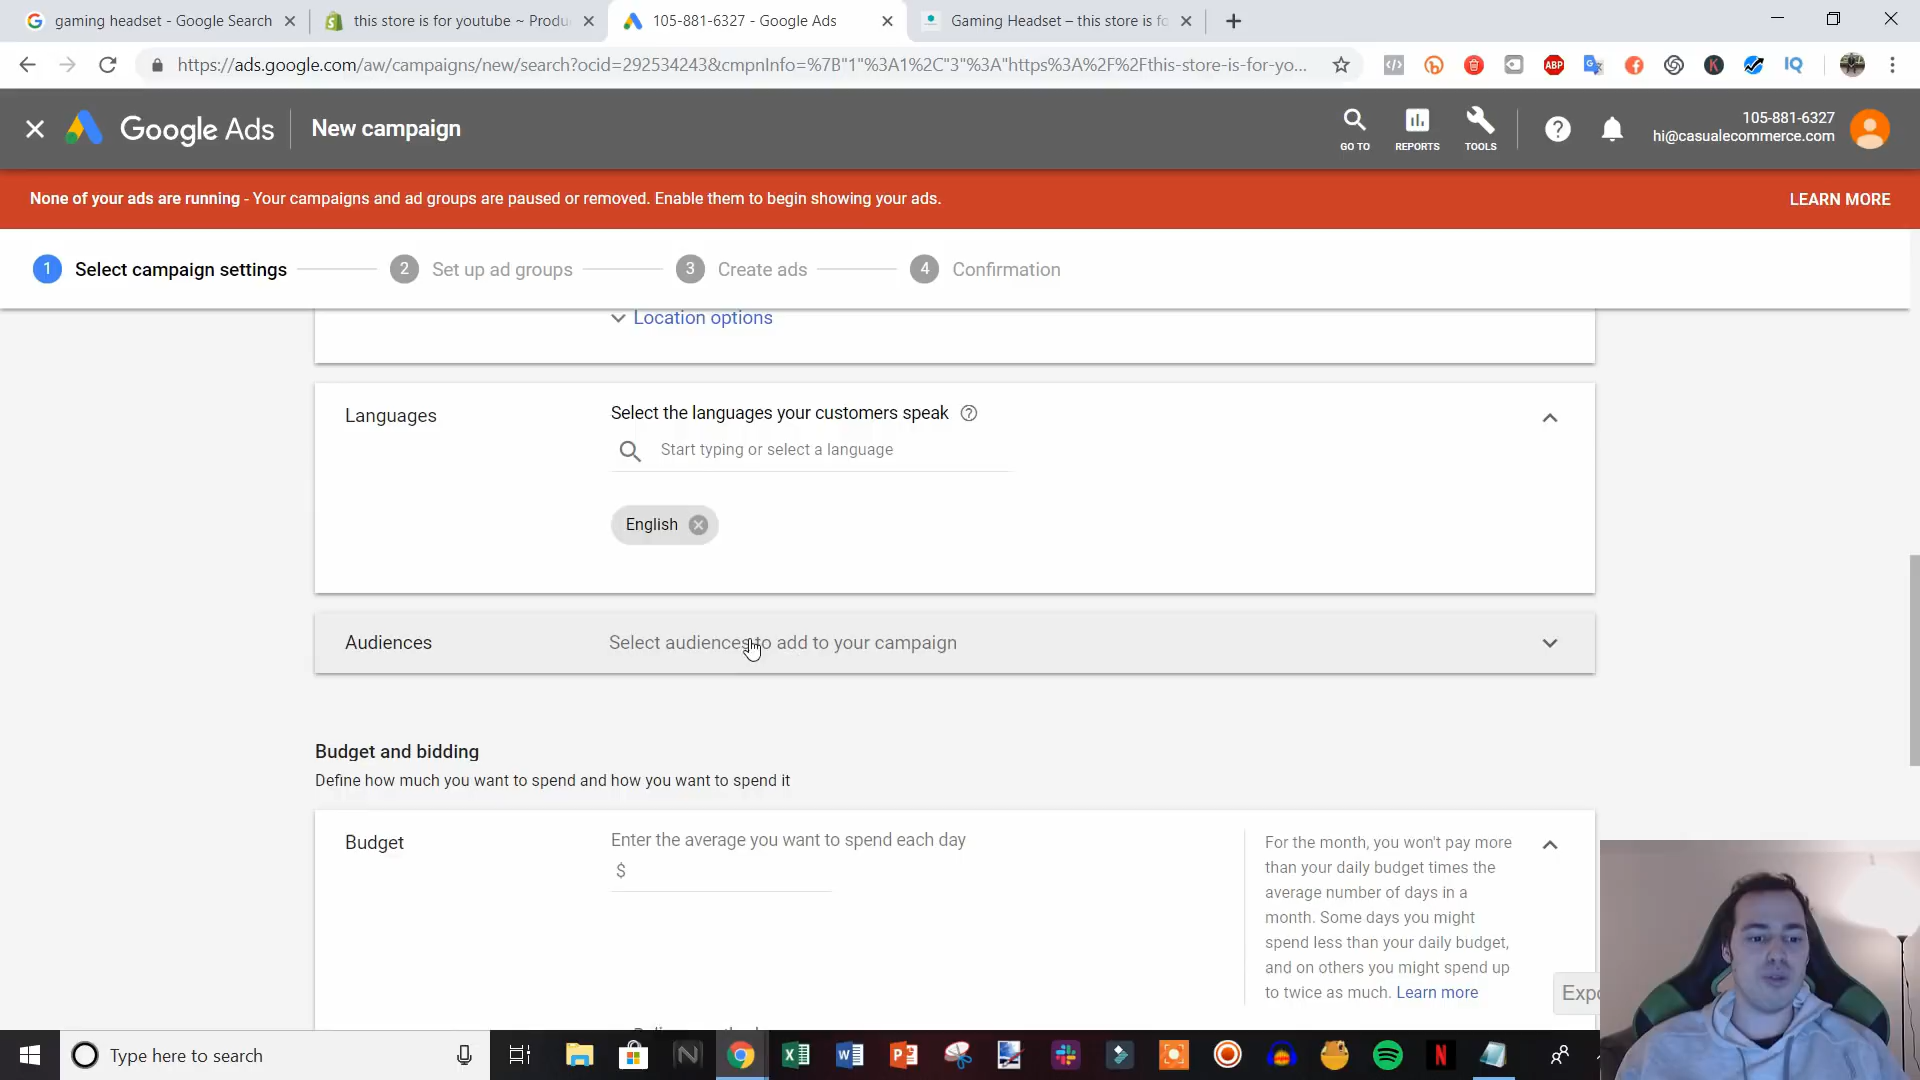 gaming headset - Google Search
this store is for youtube ~ Produ
105-881-6327 - Google Ads
Gaming Headset – this store is fo
https://ads.google.com/aw/campaigns/new/search?ocid=292534243&cmpnInfo=%7B"1"%3A1%2C"3"%3A"https%3A%2F%2Fthis-store-is-for-yo...
ABP
IQ
Google Ads
New campaign
GO TO
REPORTS
TOOLS
105-881-6327
hi@casualecommerce.com
None of your ads are running - Your campaigns and ad groups are paused or removed. Enable them to begin showing your ads.
LEARN MORE
1 Select campaign settings
2 Set up ad groups
3 Create ads
4 Confirmation
Location options
Languages
Select the languages your customers speak
Start typing or select a language
English
Audiences
Select audiences to add to your campaign
Budget and bidding
Define how much you want to spend and how you want to spend it
Budget
Enter the average you want to spend each day
$
For the month, you won't pay more
than your daily budget times the
average number of days in a
month. Some days you might
spend less than your daily budget,
and on others you might spend up
to twice as much. Learn more
Expo
Type here to search